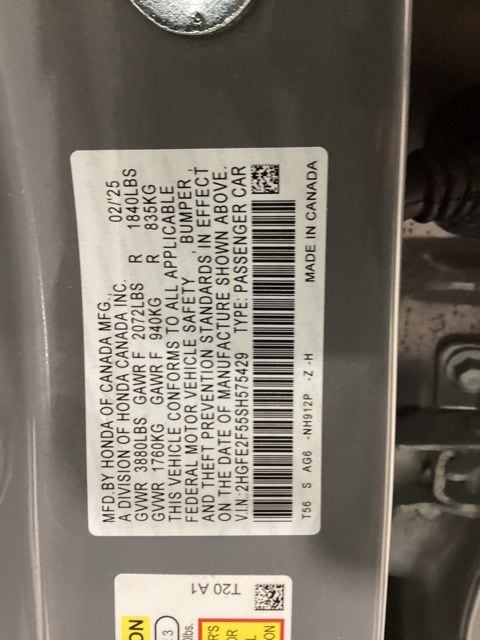 MFD.BY HONDA OF CANADA MFG., 02/'25
A DIVISION OF HONDA CANADA INC.
GVWR 3880LBS GAWR F 2072LBS R 1840LBS
GVWR 1760KG GAWR F 940KG R 835KG
THIS VEHICLE CONFORMS TO ALL APPLICABLE
FEDERAL MOTOR VEHICLE SAFETY, BUMPER,
AND THEFT PREVENTION STANDARDS IN EFFECT
ON THE DATE OF MANUFACTURE SHOWN ABOVE.
V.I.N.:2HGFE2F55SH575429 TYPE: PASSENGER CAR
T56 S AG6 -NH912P -Z -H MADE IN CANADA
T20 A1